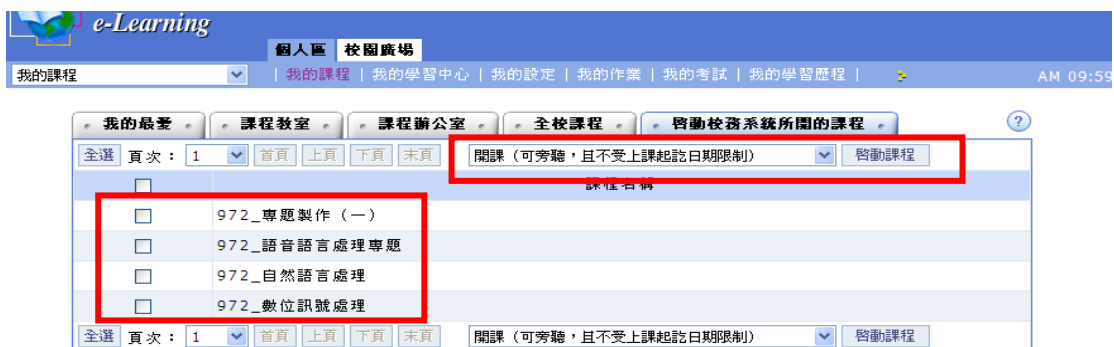 e-Learning
個人區 校園廣場
我的課程 | 我的課程 | 我的學習中心 | 我的設定 | 我的作業 | 我的考試 | 我的學習歷程 | AM 09:59
我的最愛 課程教室 課程辦公室 全校課程 啓動校務系統所開的課程 ?
全選 頁次： 1 首頁 上頁 下頁 末頁 開課（可旁聽，且不受上課起訖日期限制） 啓動課程
課程名稱
972_專題製作（一）
972_語音語言處理專題
972_自然語言處理
972_數位訊號處理
全選 頁次： 1 首頁 上頁 下頁 末頁 開課（可旁聽，且不受上課起訖日期限制） 啓動課程